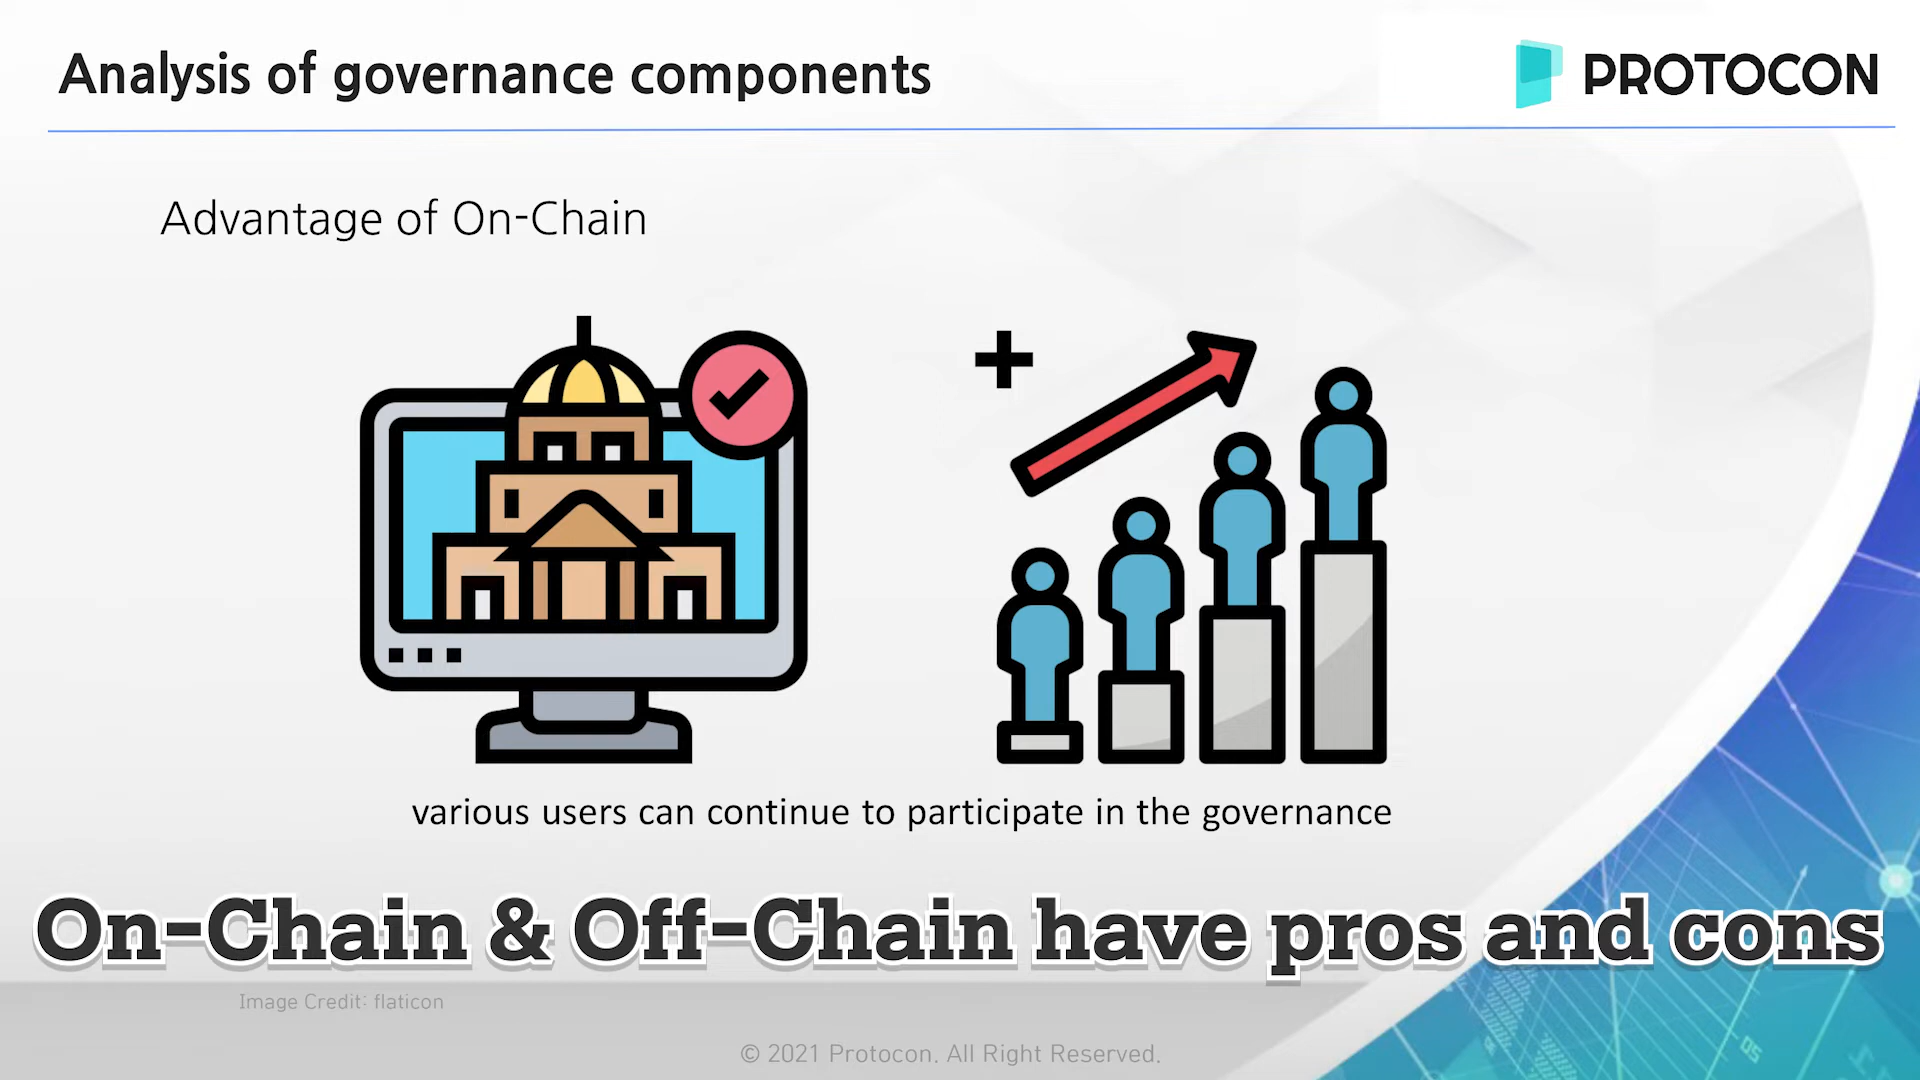 Analysis of governance components
PROTOCON
Advantage of On-Chain
+
various users can continue to participate in the governance
On-Chain & Off-Chain have pros and cons
Image Credit: flaticon
© 2021 Protocon. All Right Reserved.
05